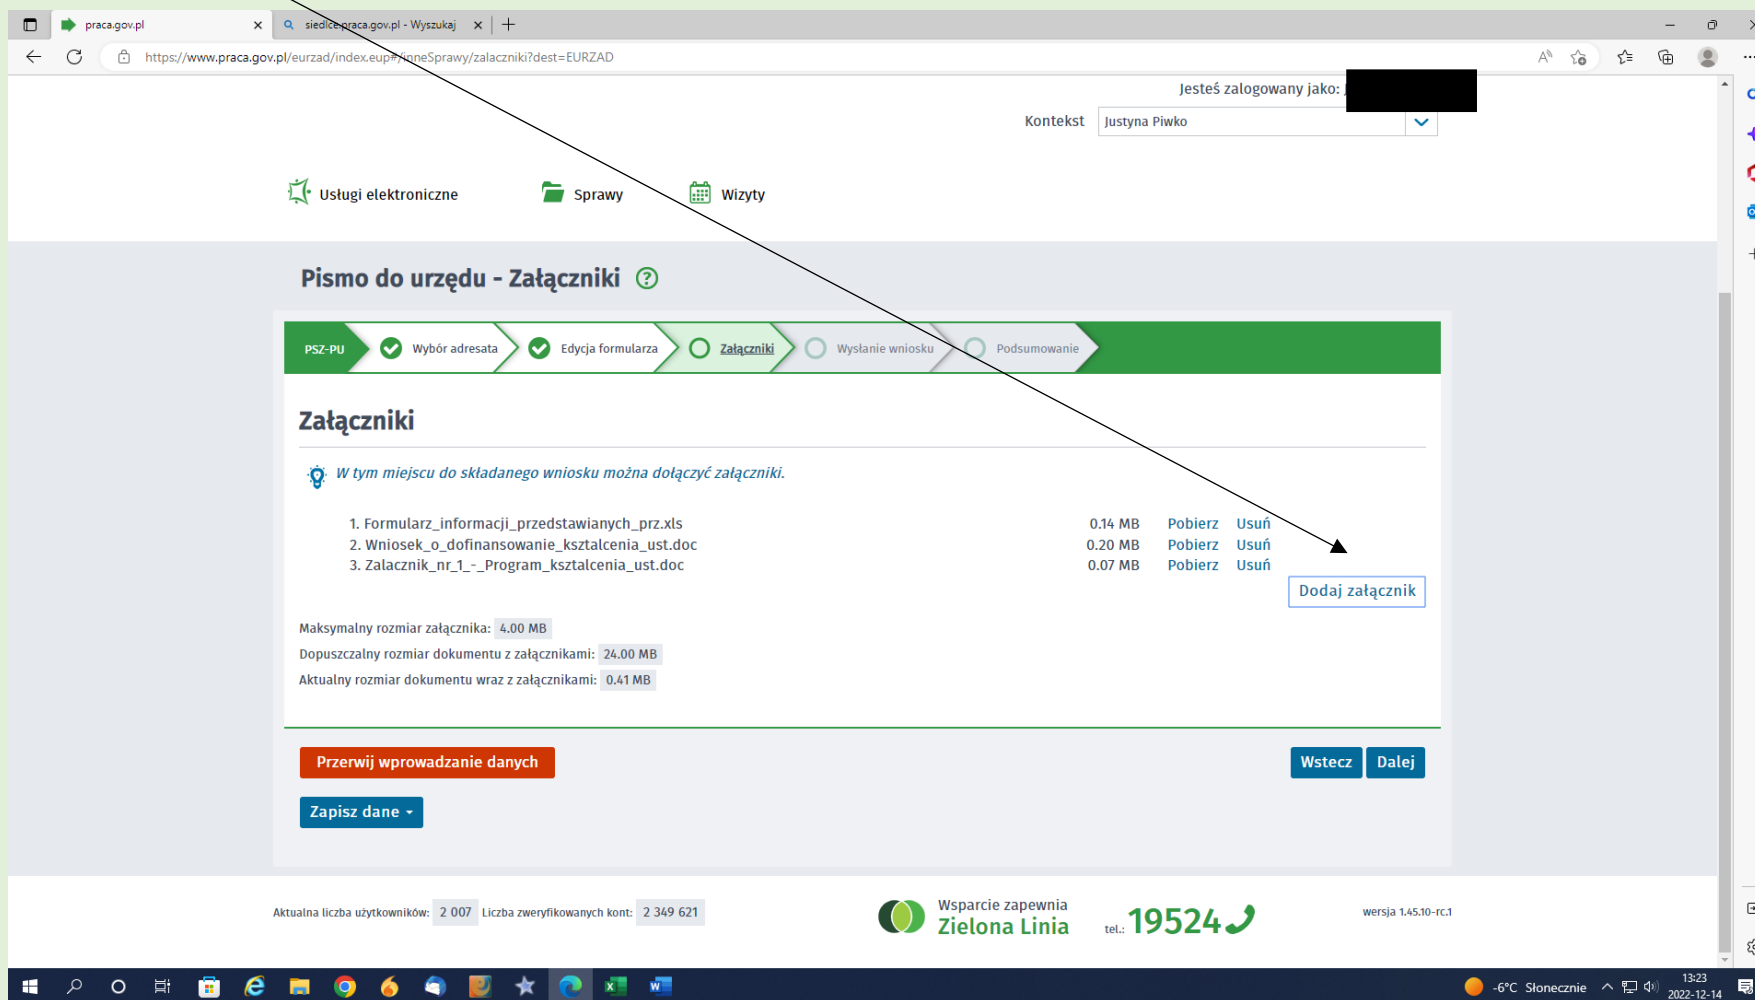 praca.gov.pl
siedlce.praca.gov.pl - Wyszukaj
https://www.praca.gov.pl/eurzad/index.eup#/inneSprawy/zalaczniki?dest=EURZAD
Jesteś zalogowany jako:
Kontekst Justyna Piwko
Usługi elektroniczne Sprawy Wizyty
Pismo do urzędu - Załączniki ?
PSZ-PU Wybór adresata Edycja formularza Załączniki Wysłanie wniosku Podsumowanie
Załączniki
W tym miejscu do składanego wniosku można dołączyć załączniki.
1. Formularz_informacji_przedstawianych_prz.xls 0.14 MB Pobierz Usuń
2. Wniosek_o_dofinansowanie_ksztalcenia_ust.doc 0.20 MB Pobierz Usuń
3. Zalacznik_nr_1_-_Program_ksztalcenia_ust.doc 0.07 MB Pobierz Usuń
Dodaj załącznik
Maksymalny rozmiar załącznika: 4.00 MB
Dopuszczalny rozmiar dokumentu z załącznikami: 24.00 MB
Aktualny rozmiar dokumentu wraz z załącznikami: 0.41 MB
Przerwij wprowadzanie danych Wstecz Dalej
Zapisz dane
Aktualna liczba użytkowników: 2 007 Liczba zweryfikowanych kont: 2 349 621
Wsparcie zapewnia
Zielona Linia
tel.: 19524
wersja 1.45.10-rc.1
-6°C Słonecznie
13:23
2022-12-14